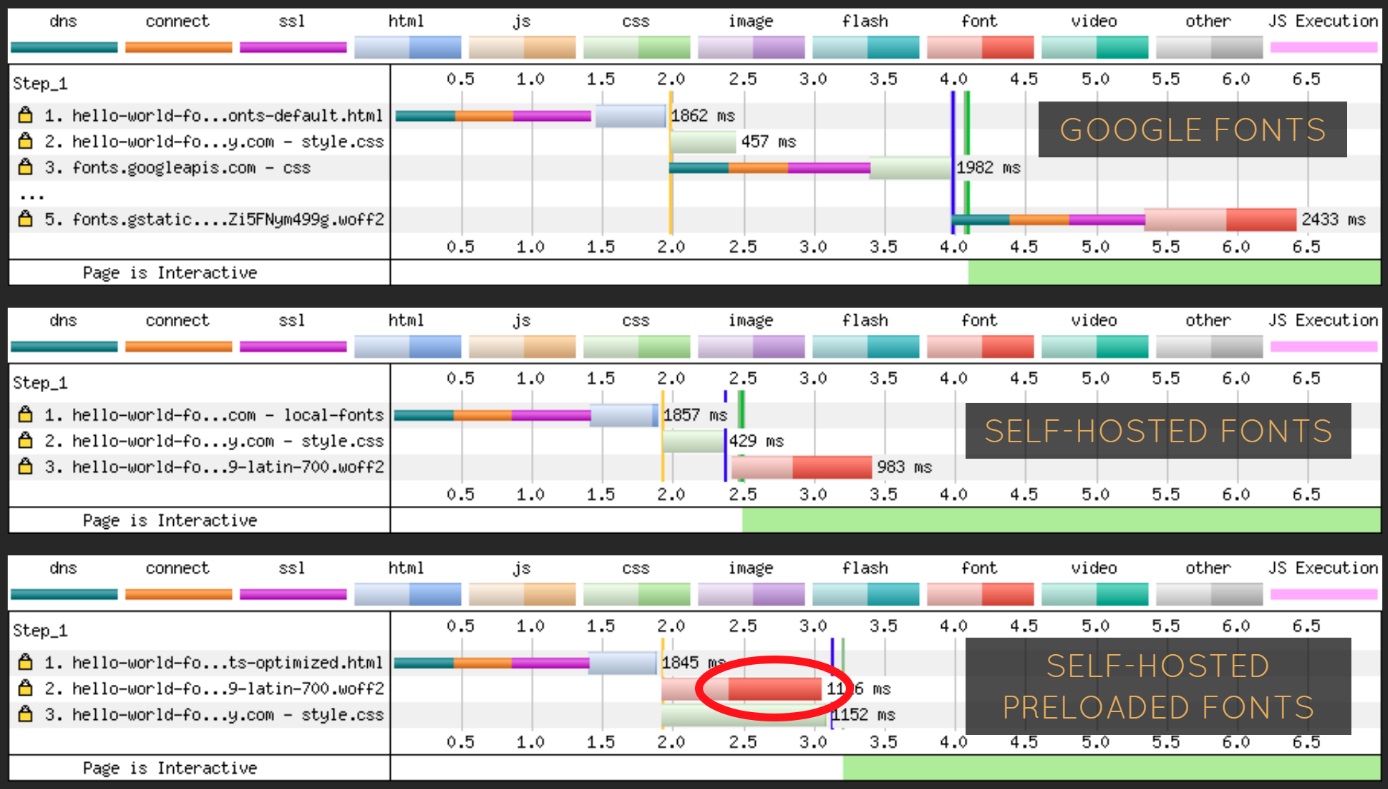 dns connect ssl html js css image flash font video other JS Execution
Step_1 0.5 1.0 1.5 2.0 2.5 3.0 3.5 4.0 4.5 5.0 5.5 6.0 6.5
1. hello-world-fo...onts-default.html 1862 ms
GOOGLE FONTS
2. hello-world-fo...y.com - style.css 457 ms
3. fonts.googleapis.com - css 1982 ms
...
5. fonts.gstatic....Zi5FNym499g.woff2 2433 ms
0.5 1.0 1.5 2.0 2.5 3.0 3.5 4.0 4.5 5.0 5.5 6.0 6.5
Page is Interactive
dns connect ssl html js css image flash font video other JS Execution
Step_1 0.5 1.0 1.5 2.0 2.5 3.0 3.5 4.0 4.5 5.0 5.5 6.0 6.5
1. hello-world-fo...com - local-fonts 1857 ms
SELF-HOSTED FONTS
2. hello-world-fo...y.com - style.css 429 ms
3. hello-world-fo...9-latin-700.woff2 983 ms
0.5 1.0 1.5 2.0 2.5 3.0 3.5 4.0 4.5 5.0 5.5 6.0 6.5
Page is Interactive
dns connect ssl html js css image flash font video other JS Execution
Step_1 0.5 1.0 1.5 2.0 2.5 3.0 3.5 4.0 4.5 5.0 5.5 6.0 6.5
1. hello-world-fo...ts-optimized.html 1845 ms
SELF-HOSTED
PRELOADED FONTS
2. hello-world-fo...9-latin-700.woff2 ms
3. hello-world-fo...y.com - style.css 1152 ms
0.5 1.0 1.5 2.0 2.5 3.0 3.5 4.0 4.5 5.0 5.5 6.0 6.5
Page is Interactive